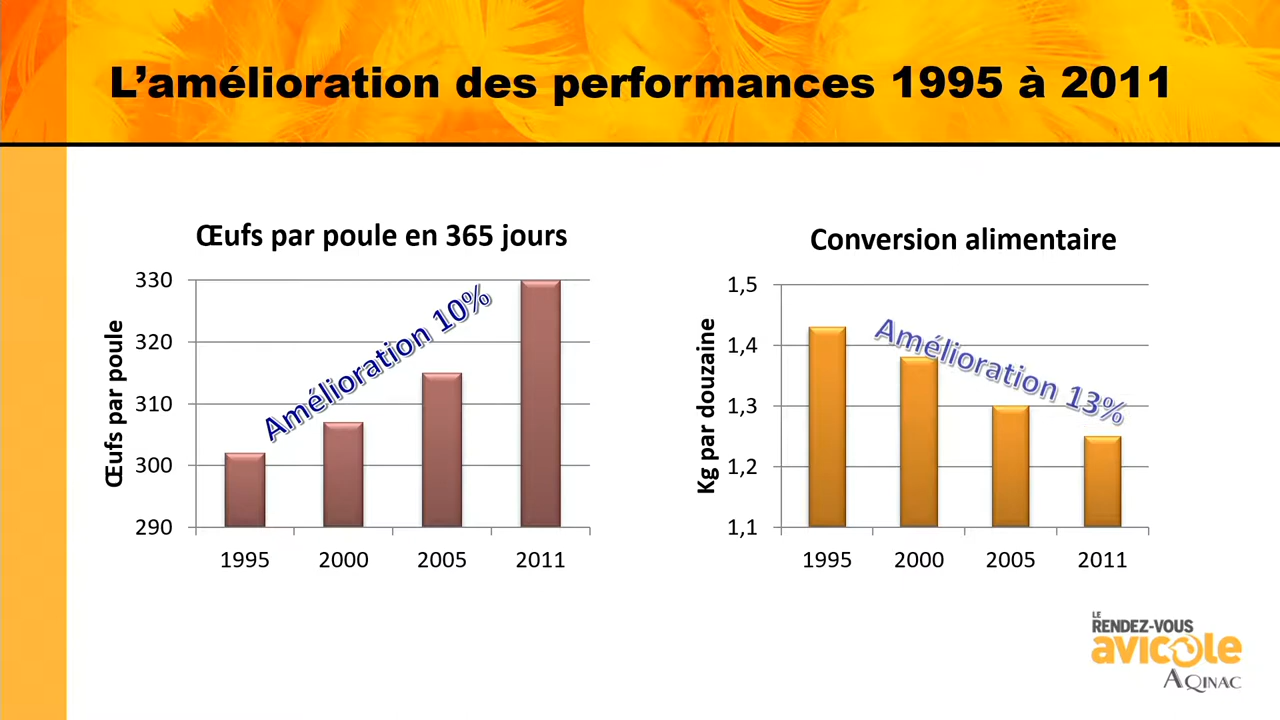 L’amélioration des performances 1995 à 2011
Œufs par poule en 365 jours
Œufs par poule
330
320
310
300
290
Amélioration 10%
1995 2000 2005 2011
Conversion alimentaire
Kg par douzaine
1,5
1,4
1,3
1,2
1,1
Amélioration 13%
1995 2000 2005 2011
LE
RENDEZ-VOUS
avicole
AQINAC